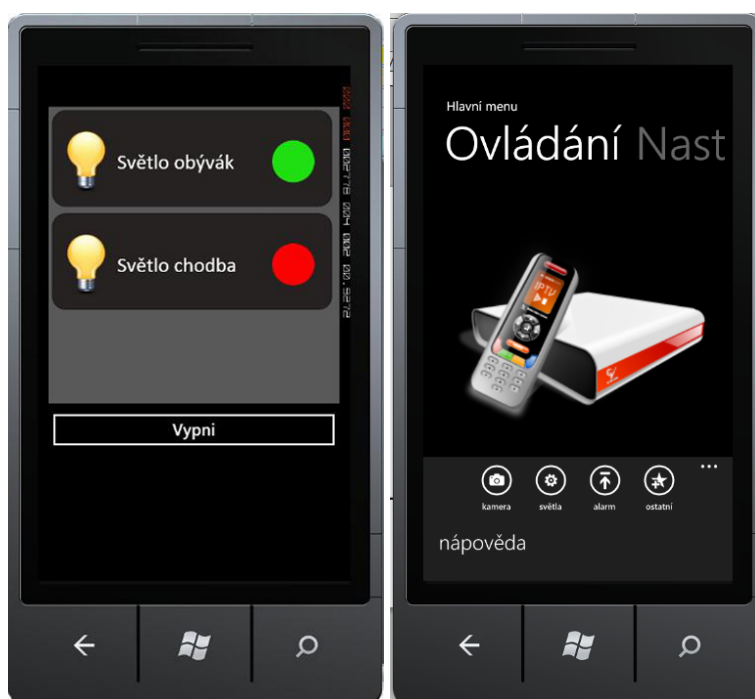 Světlo obývák
Světlo chodba
Vypni
Hlavní menu
Ovládání Nast
IPTV
kamera světla alarm ostatní
nápověda